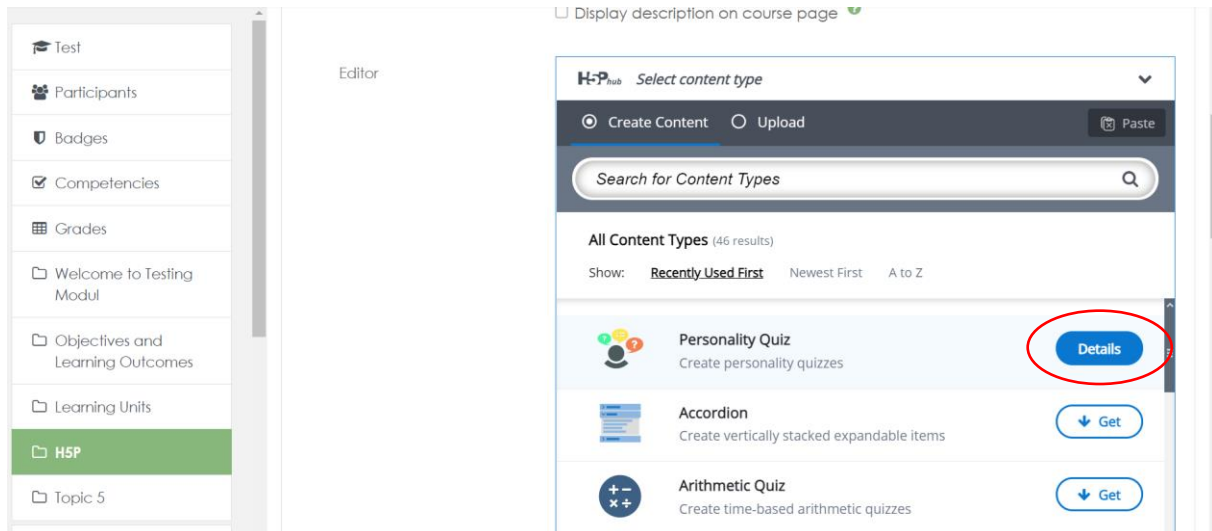 Display description on course page
Test
Participants
Badges
Competencies
Grades
Welcome to Testing
Modul
Objectives and
Learning Outcomes
Learning Units
H5P
Topic 5
Editor
H-P hub Select content type
Create Content Upload Paste
Search for Content Types
All Content Types (46 results)
Show: Recently Used First Newest First A to Z
Personality Quiz
Create personality quizzes
Details
Accordion
Create vertically stacked expandable items
Get
Arithmetic Quiz
Create time-based arithmetic quizzes
Get